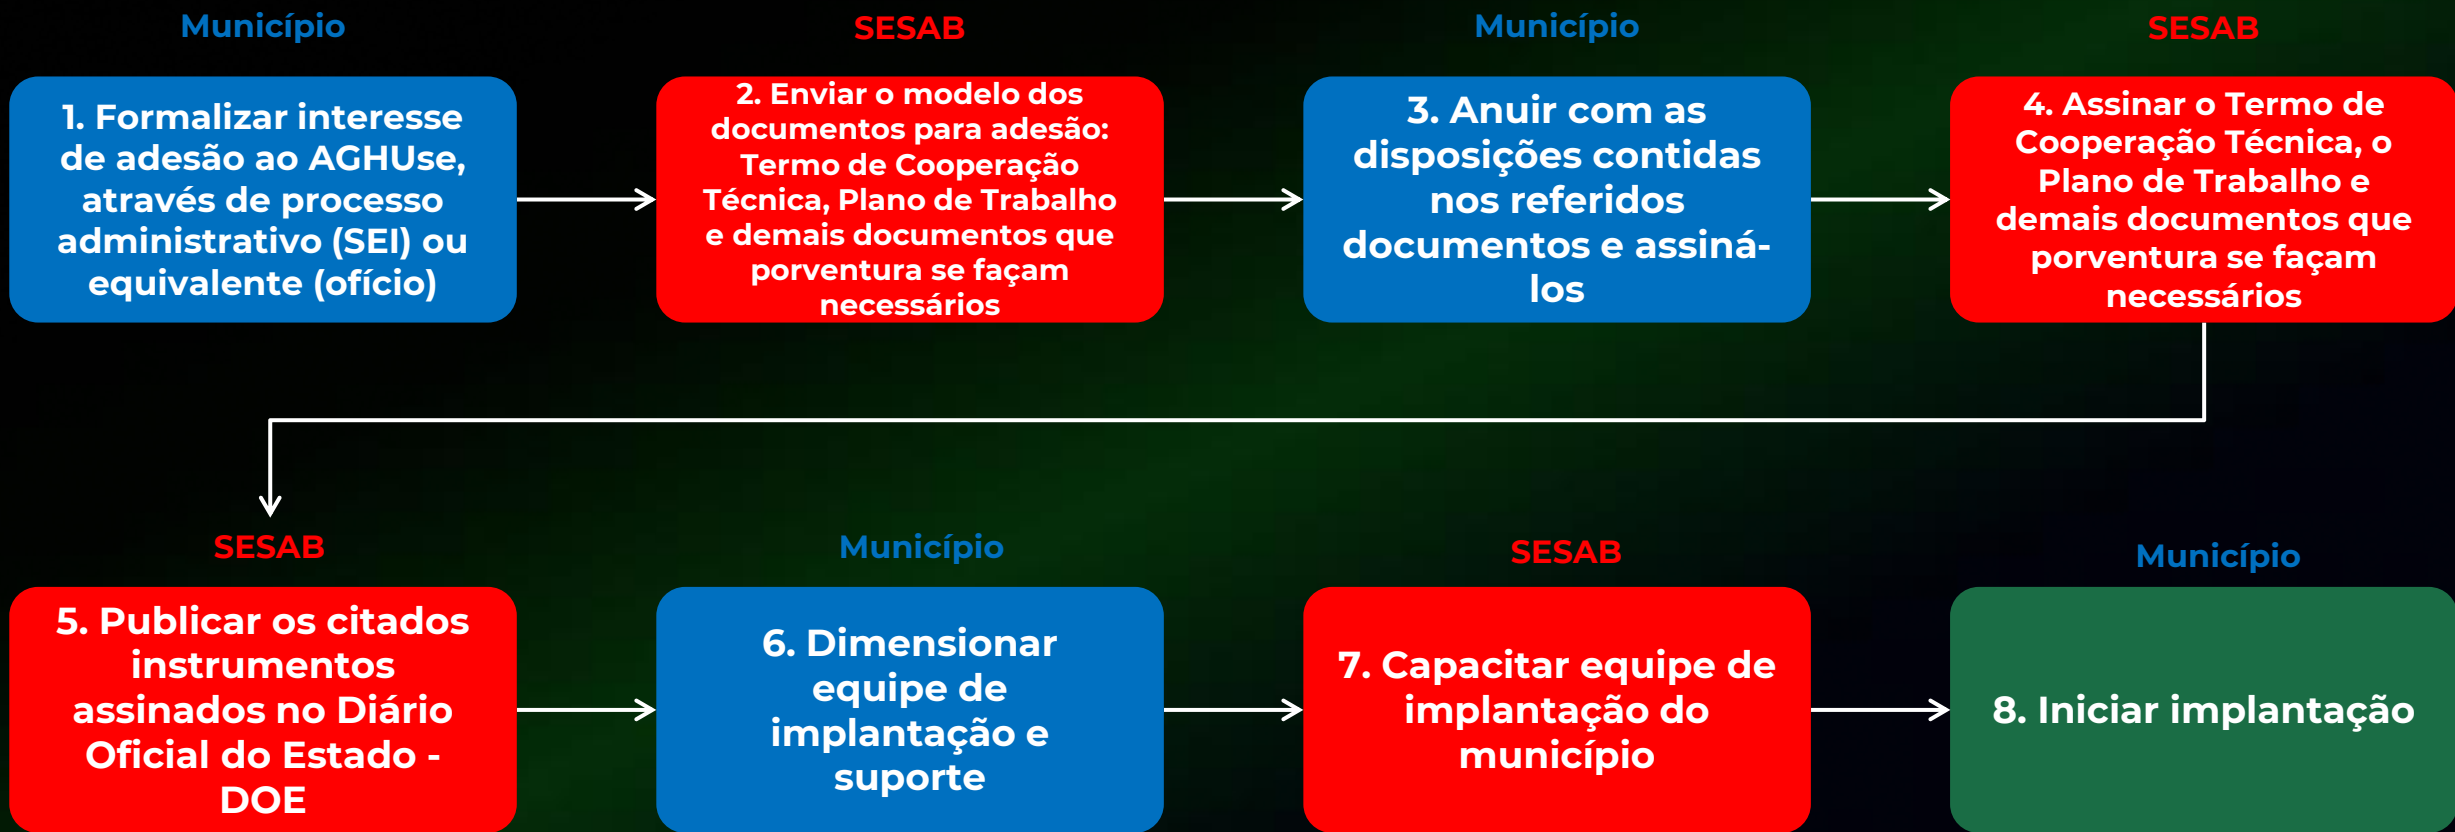 Município
1. Formalizar interesse
de adesão ao AGHUse,
através de processo
administrativo (SEI) ou
equivalente (ofício)
SESAB
2. Enviar o modelo dos
documentos para adesão:
Termo de Cooperação
Técnica, Plano de Trabalho
e demais documentos que
porventura se façam
necessários
Município
3. Anuir com as
disposições contidas
nos referidos
documentos e assiná-
los
SESAB
4. Assinar o Termo de
Cooperação Técnica, o
Plano de Trabalho e
demais documentos que
porventura se façam
necessários
SESAB
5. Publicar os citados
instrumentos
assinados no Diário
Oficial do Estado -
DOE
Município
6. Dimensionar
equipe de
implantação e
suporte
SESAB
7. Capacitar equipe de
implantação do
município
Município
8. Iniciar implantação